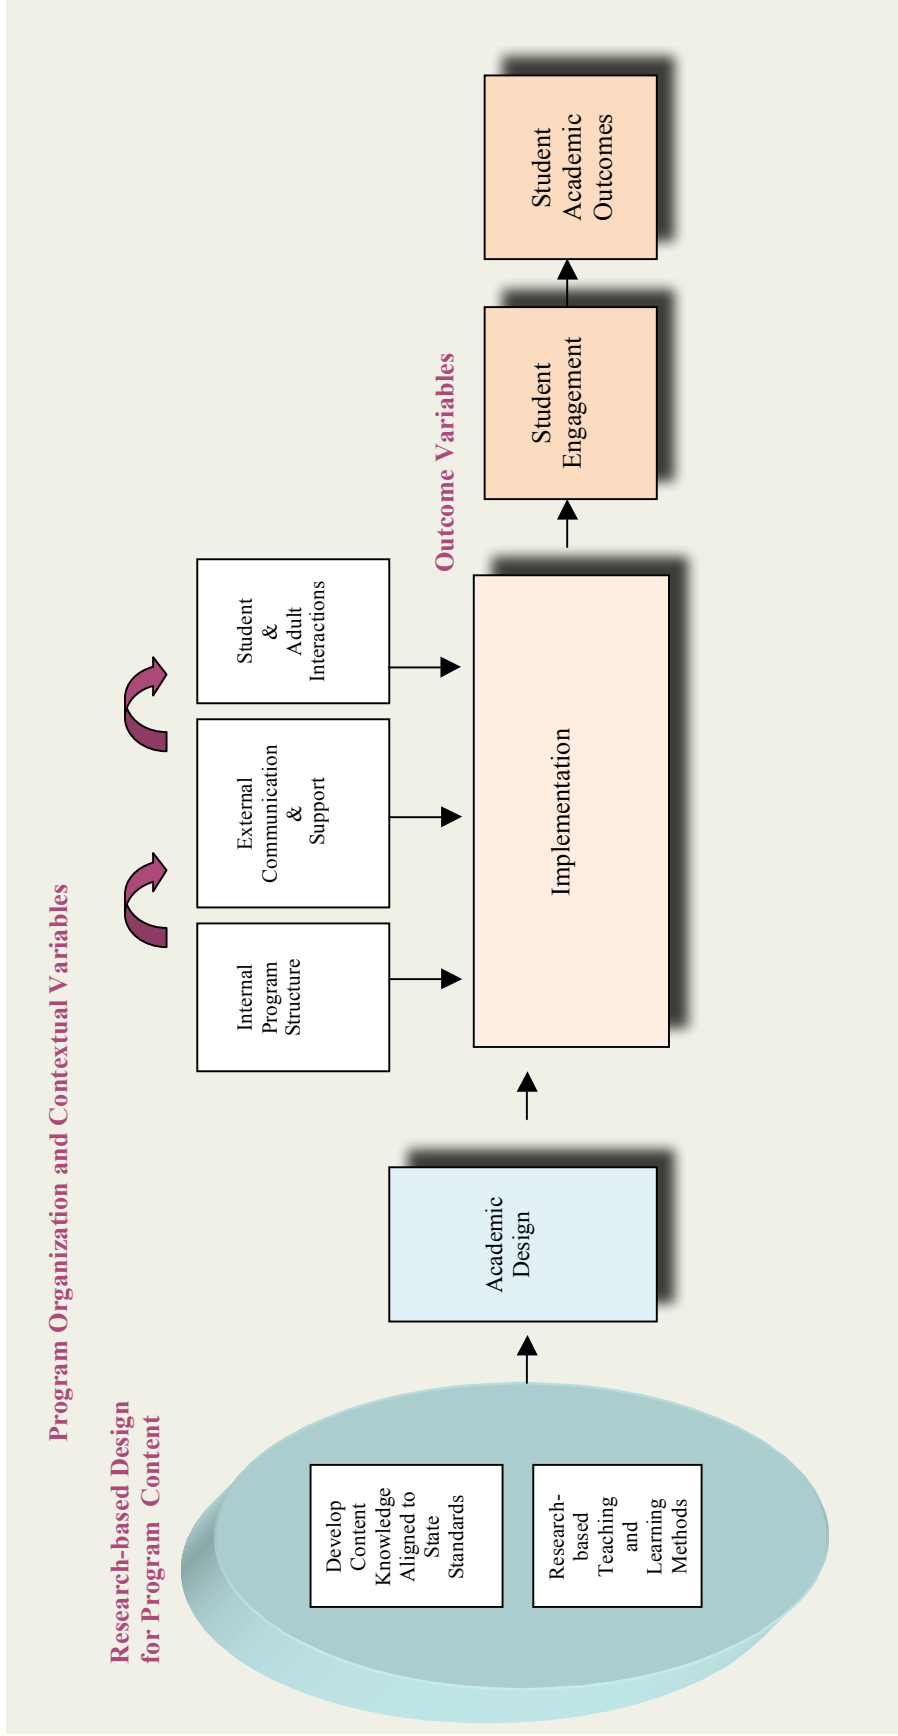 Program Organization and Contextual Variables
Research-based Design
for Program Content
Develop
Content
Knowledge
Aligned to
State
Standards
Research-
based
Teaching
and
Learning
Methods
Academic
Design
Internal
Program
Structure
External
Communication
&
Support
Student
&
Adult
Interactions
Implementation
Outcome Variables
Student
Engagement
Student
Academic
Outcomes